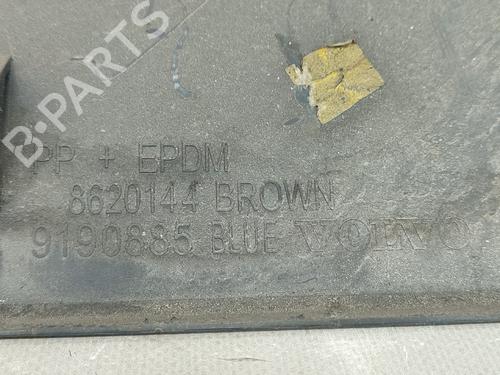 B-PARTS
PP + EPDM
8620144 BROWN
9190885 BLUE VOLVO